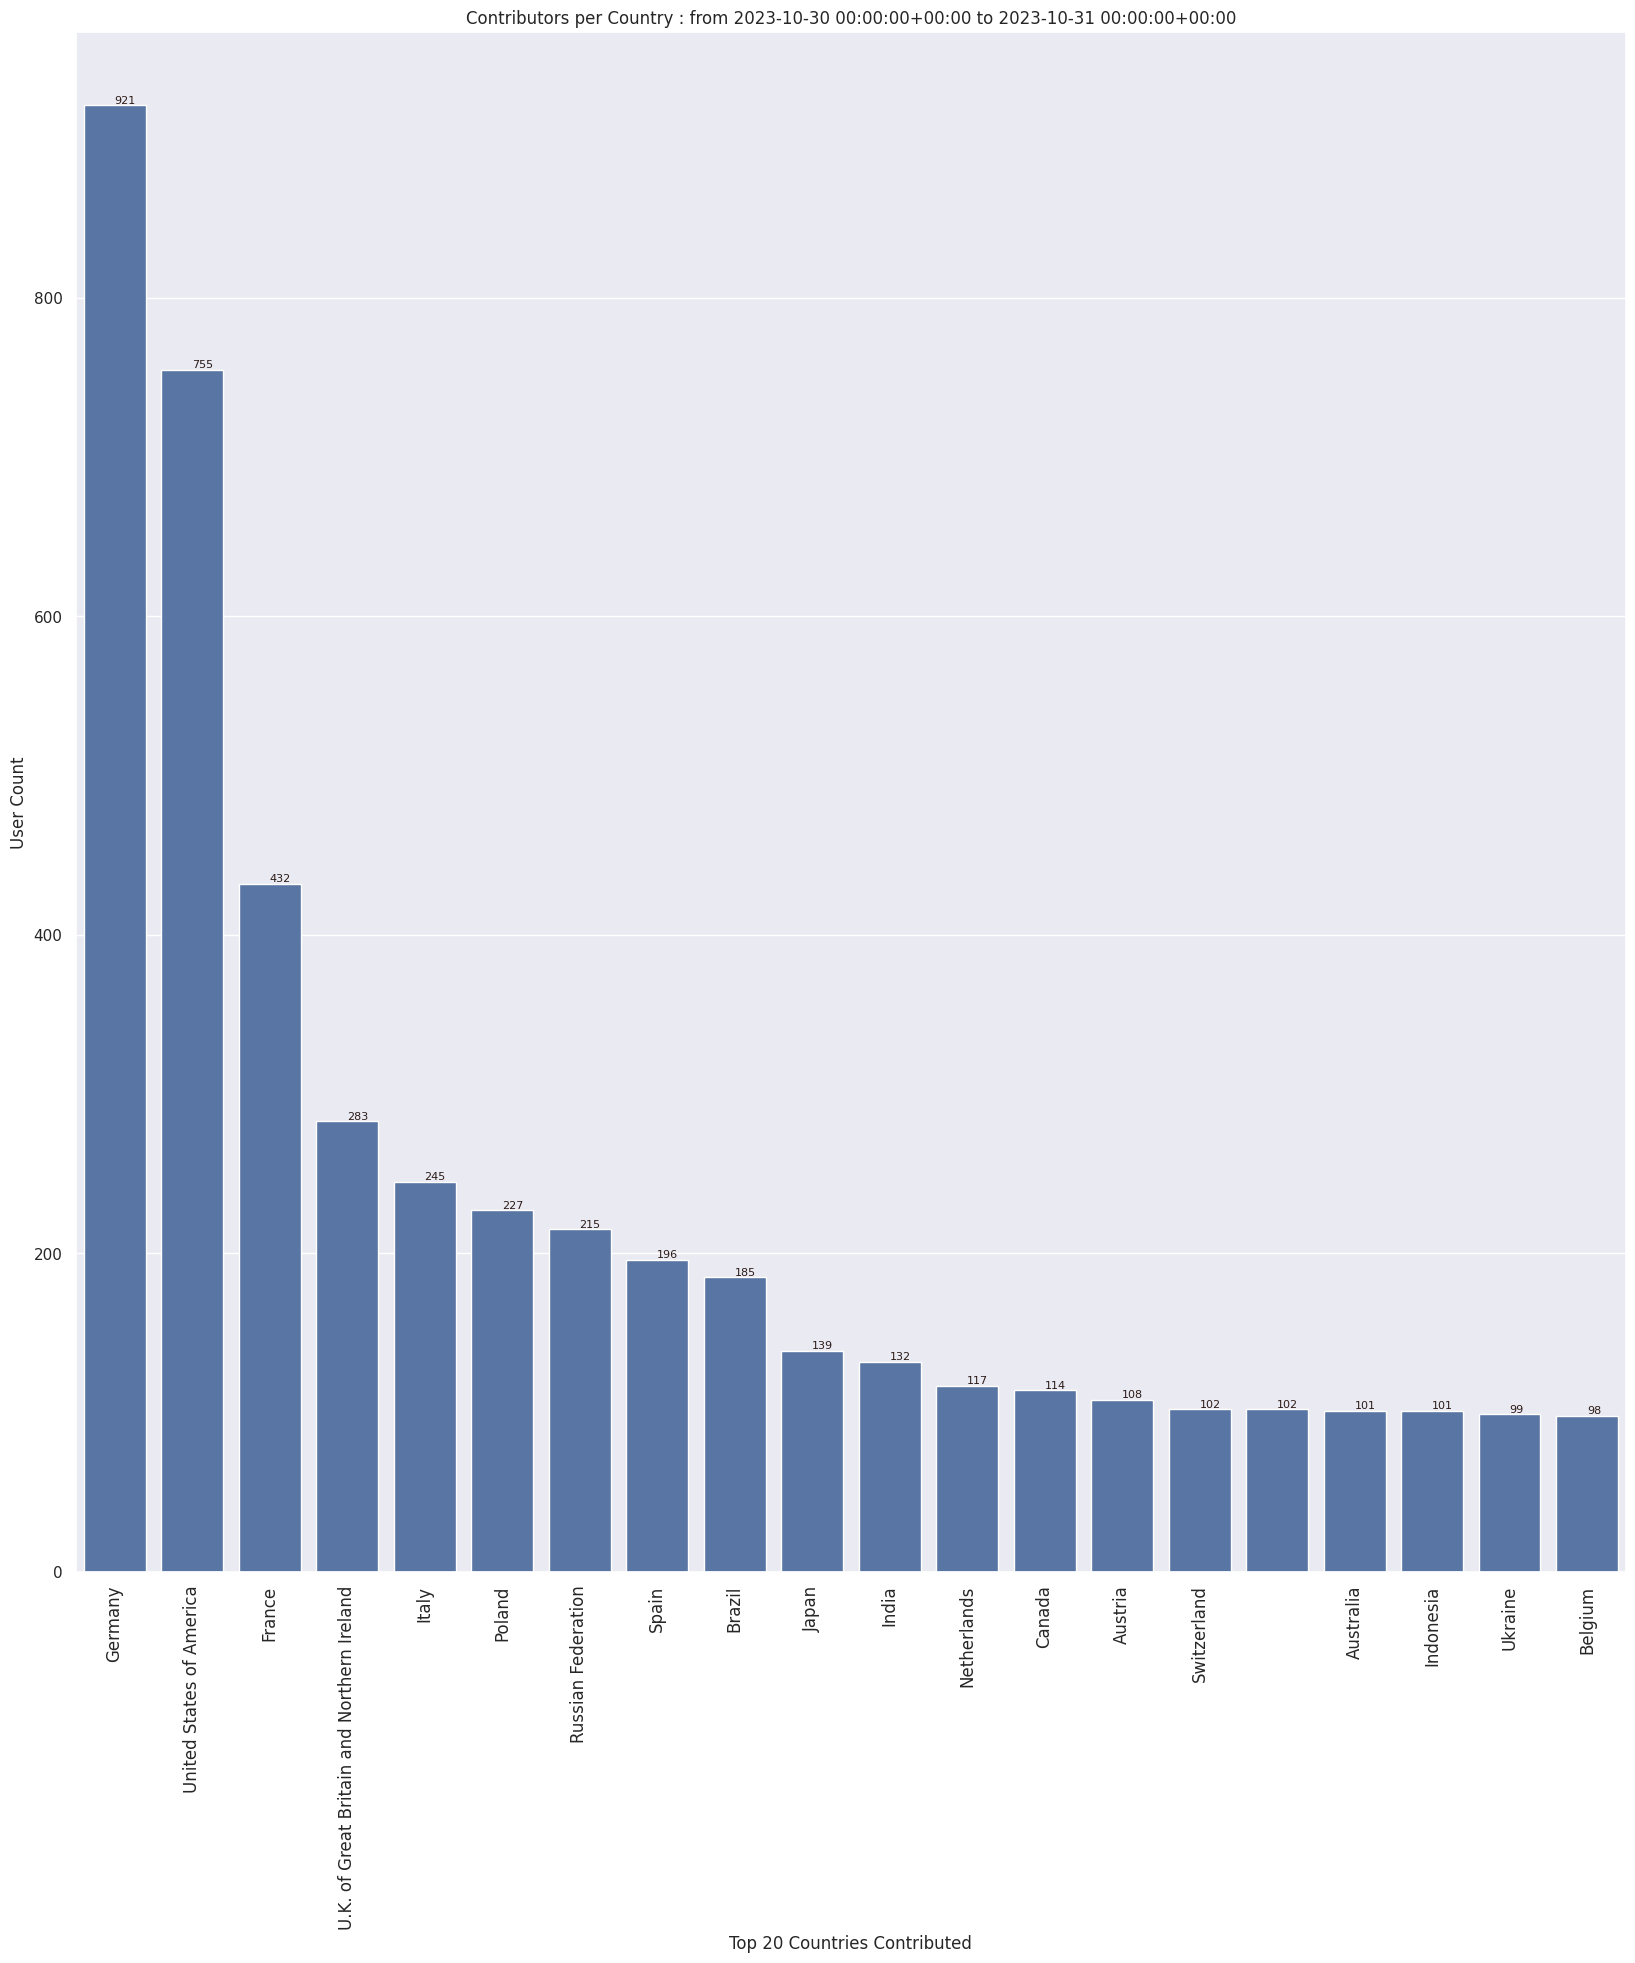 Contributors per Country : from 2023-10-30 00:00:00+00:00 to 2023-10-31 00:00:00+00:00
User Count
800
600
400
200
0
921
755
432
283
245
227
215
196
185
139
132
117
114
108
102
102
101
101
99
98
Germany
United States of America
France
U.K. of Great Britain and Northern Ireland
Italy
Poland
Russian Federation
Spain
Brazil
Japan
India
Netherlands
Canada
Austria
Switzerland
Australia
Indonesia
Ukraine
Belgium
Top 20 Countries Contributed